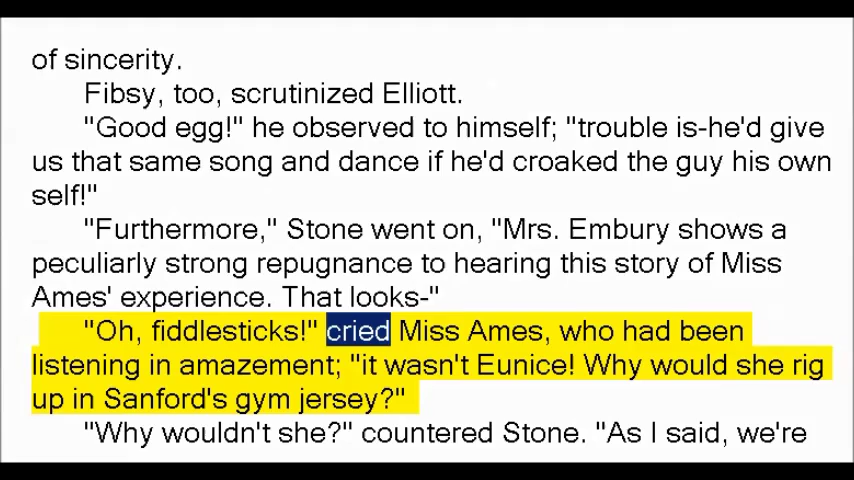 of sincerity.
Fibsy, too, scrutinized Elliott.
"Good egg!" he observed to himself; "trouble is-he'd give
us that same song and dance if he'd croaked the guy his own
self!"
"Furthermore," Stone went on, "Mrs. Embury shows a
peculiarly strong repugnance to hearing this story of Miss
Ames' experience. That looks-"
"Oh, fiddlesticks!" cried Miss Ames, who had been
listening in amazement; "it wasn't Eunice! Why would she rig
up in Sanford's gym jersey?"
"Why wouldn't she?" countered Stone. "As I said, we're